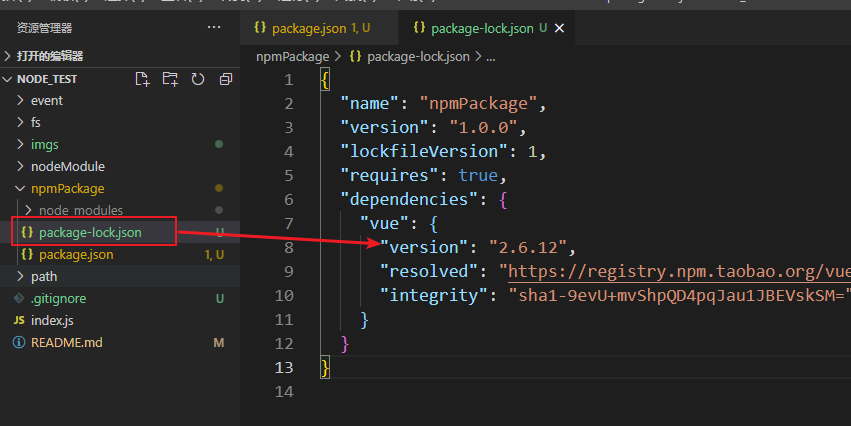 资源管理器
···
打开的编辑器
NODE_TEST
event
fs
imgs
nodeModule
npmPackage
node_modules
package-lock.json U
package.json 1, U
path
.gitignore U
JS index.js
README.md M
{} package.json 1, U
{} package-lock.json U ×
npmPackage > {} package-lock.json > ...
1 {
2 "name": "npmPackage",
3 "version": "1.0.0",
4 "lockfileVersion": 1,
5 "requires": true,
6 "dependencies": {
7 "vue": {
8 "version": "2.6.12",
9 "resolved": "https://registry.npm.taobao.org/vue
10 "integrity": "sha1-9evU+mvShpQD4pqJau1JBEVskSM="
11 }
12 }
13 }
14